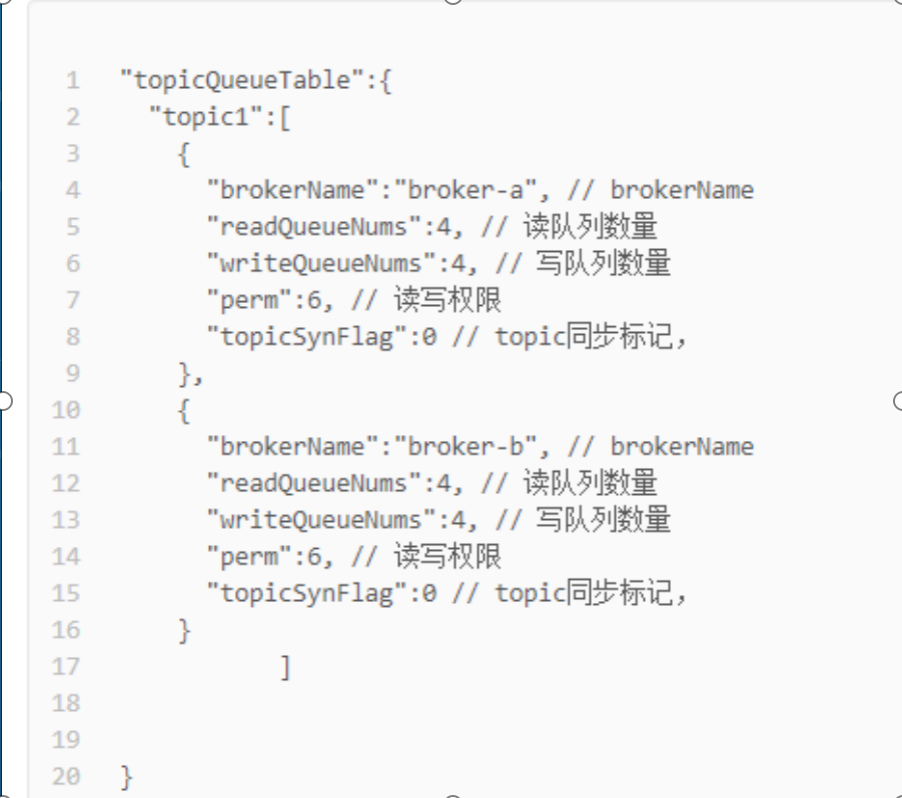 1 "topicQueueTable":{
2   "topic1":[
3     {
4       "brokerName":"broker-a", // brokerName
5       "readQueueNums":4, // 读队列数量
6       "writeQueueNums":4, // 写队列数量
7       "perm":6, // 读写权限
8       "topicSynFlag":0 // topic同步标记，
9     },
10     {
11       "brokerName":"broker-b", // brokerName
12       "readQueueNums":4, // 读队列数量
13       "writeQueueNums":4, // 写队列数量
14       "perm":6, // 读写权限
15       "topicSynFlag":0 // topic同步标记，
16     }
17            ]
18
19
20 }